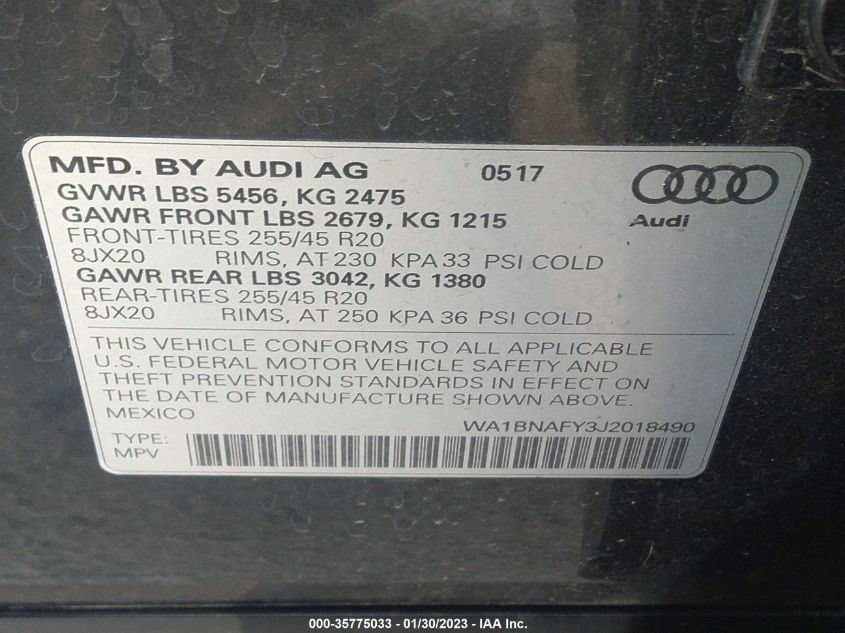 MFD. BY AUDI AG 0517
GVWR LBS 5456, KG 2475
GAWR FRONT LBS 2679, KG 1215
Audi
FRONT-TIRES 255/45 R20
8JX20 RIMS, AT 230 KPA 33 PSI COLD
GAWR REAR LBS 3042, KG 1380
REAR-TIRES 255/45 R20
8JX20 RIMS, AT 250 KPA 36 PSI COLD
THIS VEHICLE CONFORMS TO ALL APPLICABLE
U.S. FEDERAL MOTOR VEHICLE SAFETY AND
THEFT PREVENTION STANDARDS IN EFFECT ON
THE DATE OF MANUFACTURE SHOWN ABOVE.
MEXICO WA1BNAFY3J2018490
TYPE:
MPV
000-35775033 - 01/30/2023 - IAA Inc.